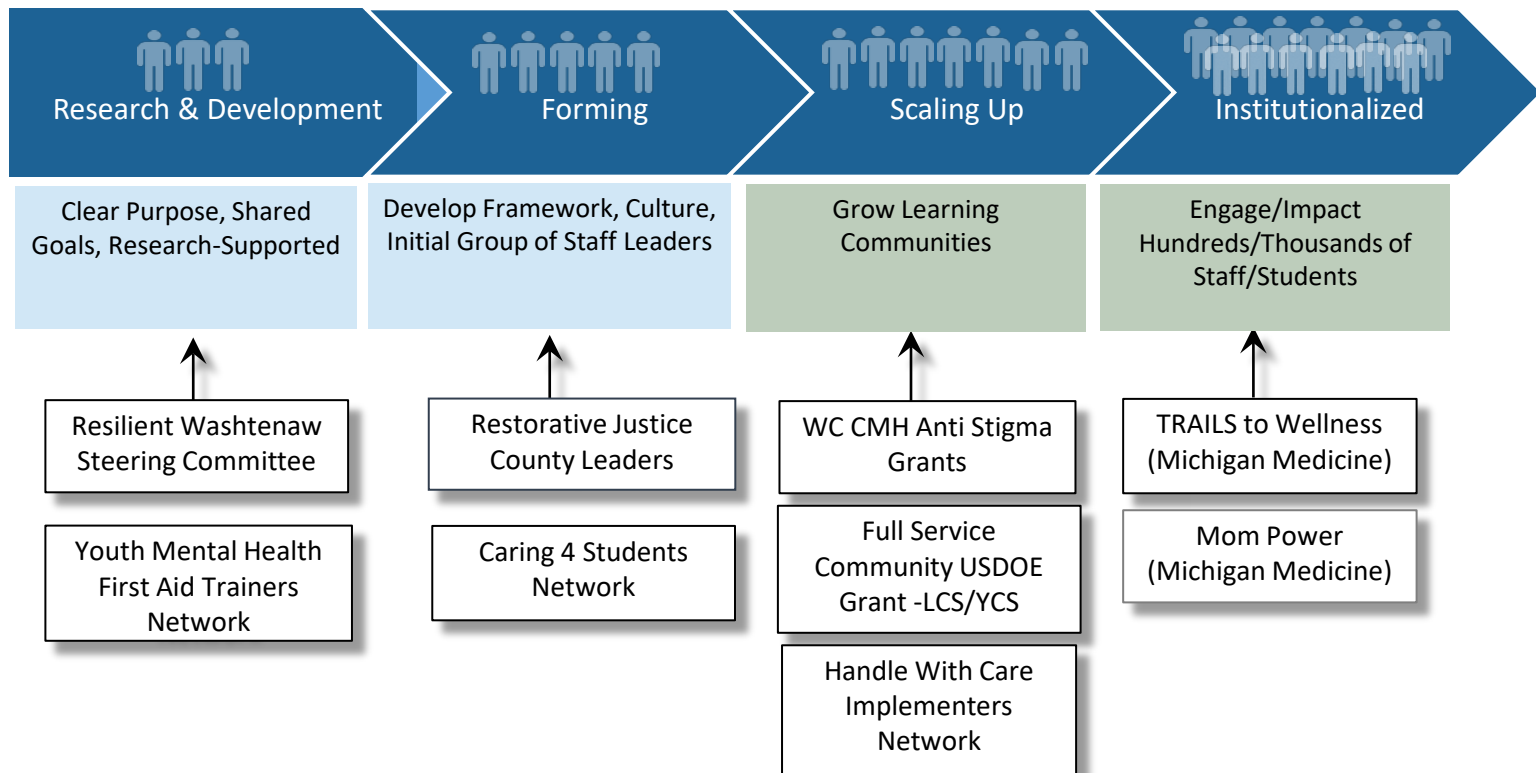 Research & Development
Forming
Scaling Up
Institutionalized
Clear Purpose, Shared
Goals, Research-Supported
Develop Framework, Culture,
Initial Group of Staff Leaders
Grow Learning
Communities
Engage/Impact
Hundreds/Thousands of
Staff/Students
Resilient Washtenaw
Steering Committee
Youth Mental Health
First Aid Trainers
Network
Restorative Justice
County Leaders
Caring 4 Students
Network
WC CMH Anti Stigma
Grants
Full Service
Community USDOE
Grant -LCS/YCS
Handle With Care
Implementers
Network
TRAILS to Wellness
(Michigan Medicine)
Mom Power
(Michigan Medicine)